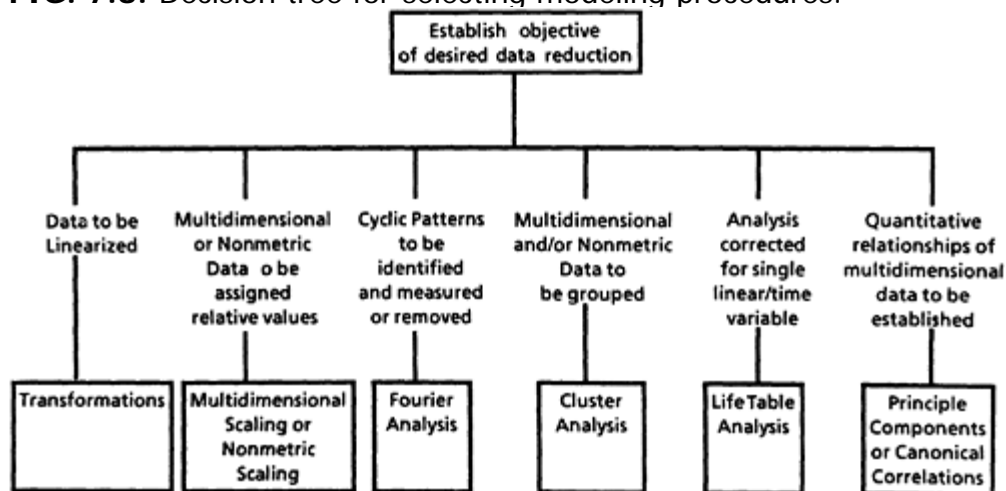 FIG. 7.3. Decision tree for selecting modeling procedures.
Establish objective
of desired data reduction
Data to be
Linearized
Multidimensional
or Nonmetric
Data o be
assigned
relative values
Cyclic Patterns
to be
identified
and measured
or removed
Multidimensional
and/or Nonmetric
Data to
be grouped
Analysis
corrected
for single
linear/time
variable
Quantitative
relationships of
multidimensional
data to be
established
Transformations
Multidimensional
Scaling or
Nonmetric
Scaling
Fourier
Analysis
Cluster
Analysis
Life Table
Analysis
Principle
Components
or Canonical
Correlations